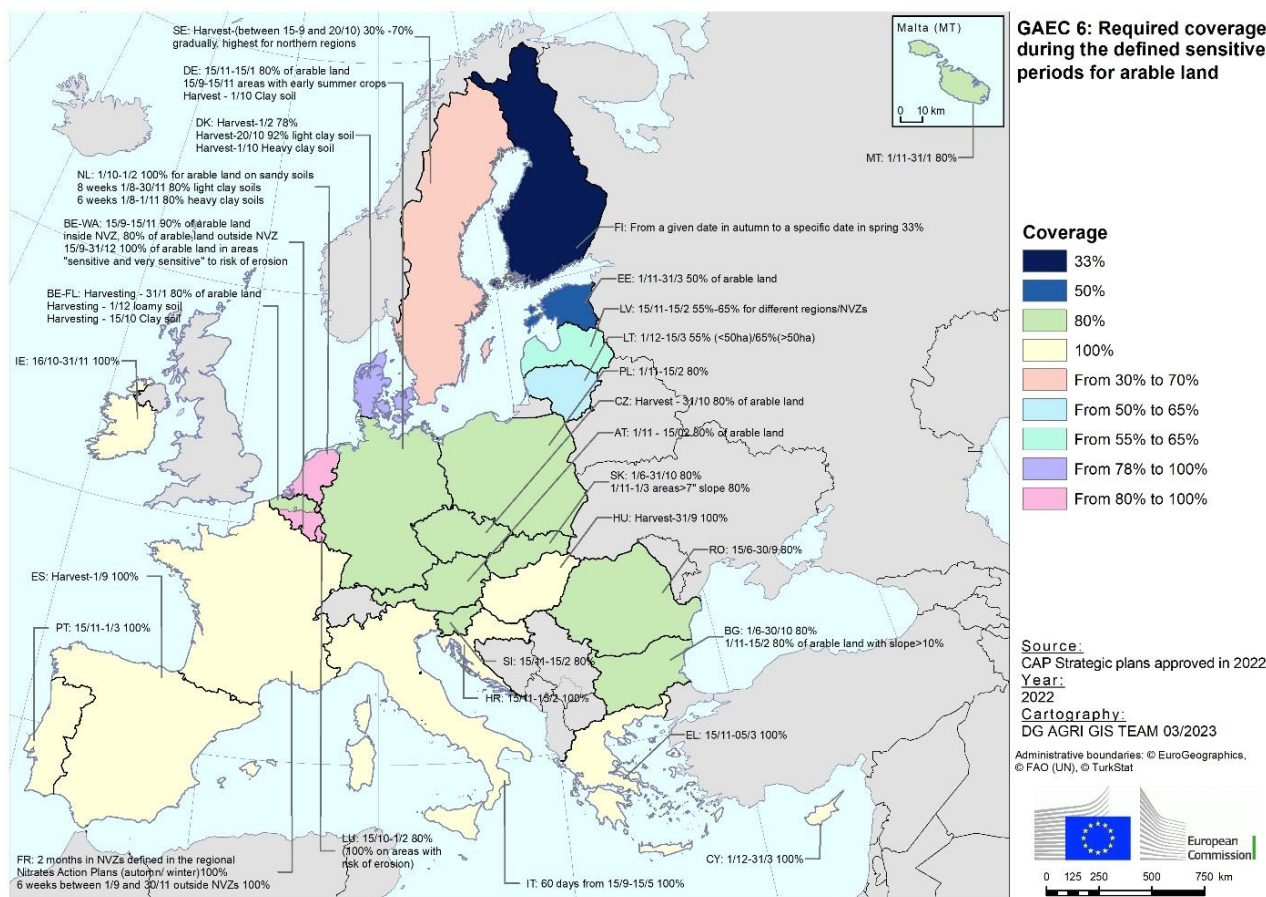 GAEC 6: Required coverage
during the defined sensitive
periods for arable land
Malta (MT)
0 10 km
MT: 1/11-31/1 80%
SE: Harvest-(between 15-9 and 20/10) 30% -70%
gradually, highest for northern regions
DE: 15/11-15/1 80% of arable land
15/9-15/11 areas with early summer crops
Harvest - 1/10 Clay soil
DK: Harvest-1/2 78%
Harvest-20/10 92% light clay soil
Harvest-1/10 Heavy clay soil
NL: 1/10-1/2 100% for arable land on sandy soils
8 weeks 1/8-30/11 80% light clay soils
6 weeks 1/8-1/11 80% heavy clay soils
BE-WA: 15/9-15/11 90% of arable land
inside NVZ, 80% of arable land outside NVZ
15/9-31/12 100% of arable land in areas
"sensitive and very sensitive" to risk of erosion
BE-FL: Harvesting - 31/1 80% of arable land
Harvesting - 1/12 loamy soil
Harvesting - 15/10 Clay soil
IE: 16/10-31/11 100%
FI: From a given date in autumn to a specific date in spring 33%
EE: 1/11-31/3 50% of arable land
LV: 15/11-15/2 55%-65% for different regions/NVZs
LT: 1/12-15/3 55% (<50ha)/65%(>50ha)
PL: 1/11-15/2 80%
CZ: Harvest - 31/10 80% of arable land
AT: 1/11 - 15/02 80% of arable land
SK: 1/6-31/10 80%
1/11-1/3 areas>7" slope 80%
HU: Harvest-31/9 100%
RO: 15/6-30/9 80%
BG: 1/6-30/10 80%
1/11-15/2 80% of arable land with slope>10%
ES: Harvest-1/9 100%
PT: 15/11-1/3 100%
SI: 15/11-15/2 80%
HR: 15/11-15/2 100%
EL: 15/11-05/3 100%
LU: 15/10-1/2 80%
(100% on areas with
risk of erosion)
FR: 2 months in NVZs defined in the regional
Nitrates Action Plans (automn/ winter)100%
6 weeks between 1/9 and 30/11 outside NVZs 100%
IT: 60 days from 15/9-15/5 100%
CY: 1/12-31/3 100%
Coverage
33%
50%
80%
100%
From 30% to 70%
From 50% to 65%
From 55% to 65%
From 78% to 100%
From 80% to 100%
Source:
CAP Strategic plans approved in 2022
Year:
2022
Cartography:
DG AGRI GIS TEAM 03/2023
Administrative boundaries: © EuroGeographics,
© FAO (UN), © TurkStat
European
Commission
0 125 250 500 750 km